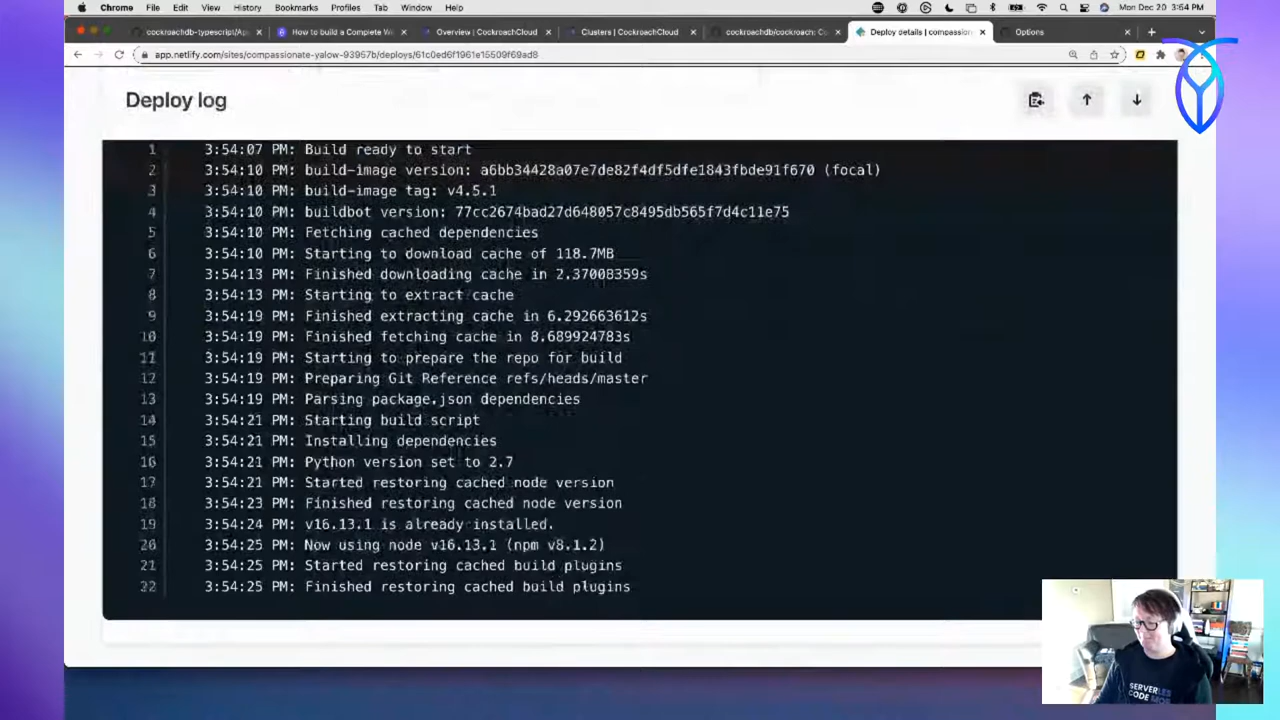 Chrome File Edit View History Bookmarks Profiles Tab Window Help
Mon Dec 20 3:54 PM
cockroachdb-typescript/Ap
How to build a Complete W
Overview | CockroachCloud
Clusters | CockroachCloud
cockroachdb/cockroach: C
Deploy details | compassion
Options
app.netlify.com/sites/compassionate-yalow-93957b/deploys/61c0ed6f1961e15509f69ad8
Deploy log
1 3:54:07 PM: Build ready to start
2 3:54:10 PM: build-image version: a6bb34428a07e7de82f4df5dfe1843fbde91f670 (focal)
3 3:54:10 PM: build-image tag: v4.5.1
4 3:54:10 PM: buildbot version: 77cc2674bad27d648057c8495db565f7d4c11e75
5 3:54:10 PM: Fetching cached dependencies
6 3:54:10 PM: Starting to download cache of 118.7MB
7 3:54:13 PM: Finished downloading cache in 2.37008359s
8 3:54:13 PM: Starting to extract cache
9 3:54:19 PM: Finished extracting cache in 6.292663612s
10 3:54:19 PM: Finished fetching cache in 8.689924783s
11 3:54:19 PM: Starting to prepare the repo for build
12 3:54:19 PM: Preparing Git Reference refs/heads/master
13 3:54:19 PM: Parsing package.json dependencies
14 3:54:21 PM: Starting build script
15 3:54:21 PM: Installing dependencies
16 3:54:21 PM: Python version set to 2.7
17 3:54:21 PM: Started restoring cached node version
18 3:54:23 PM: Finished restoring cached node version
19 3:54:24 PM: v16.13.1 is already installed.
20 3:54:25 PM: Now using node v16.13.1 (npm v8.1.2)
21 3:54:25 PM: Started restoring cached build plugins
22 3:54:25 PM: Finished restoring cached build plugins
SERVERLES
CODE MO